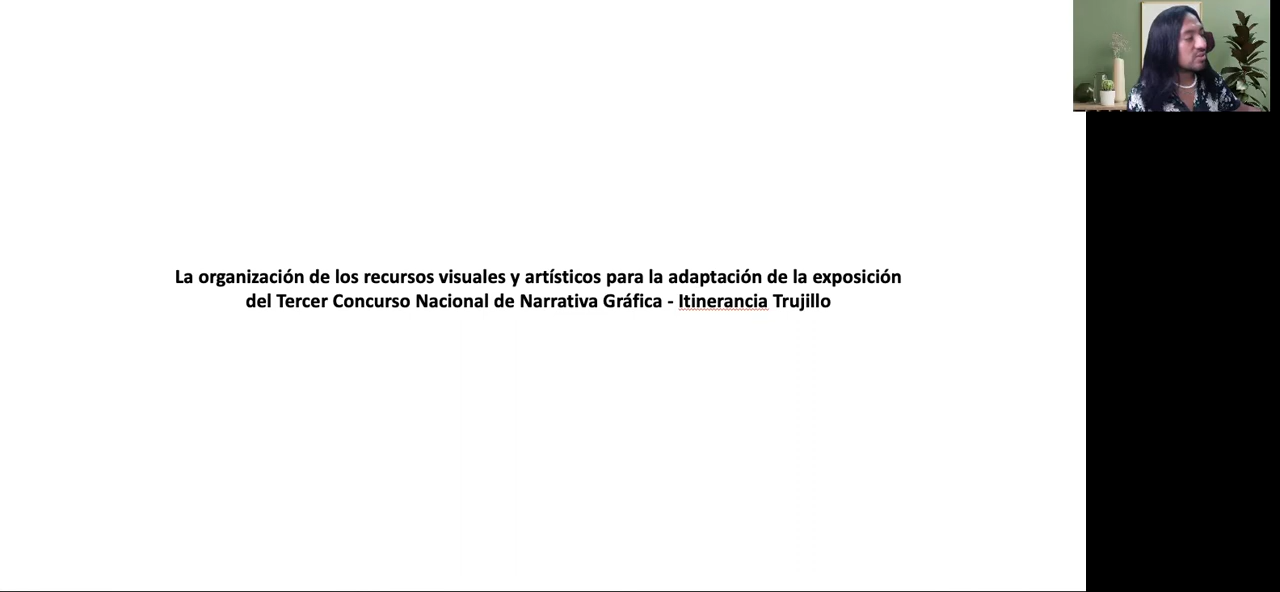 La organización de los recursos visuales y artísticos para la adaptación de la exposición
del Tercer Concurso Nacional de Narrativa Gráfica - Itinerancia Trujillo